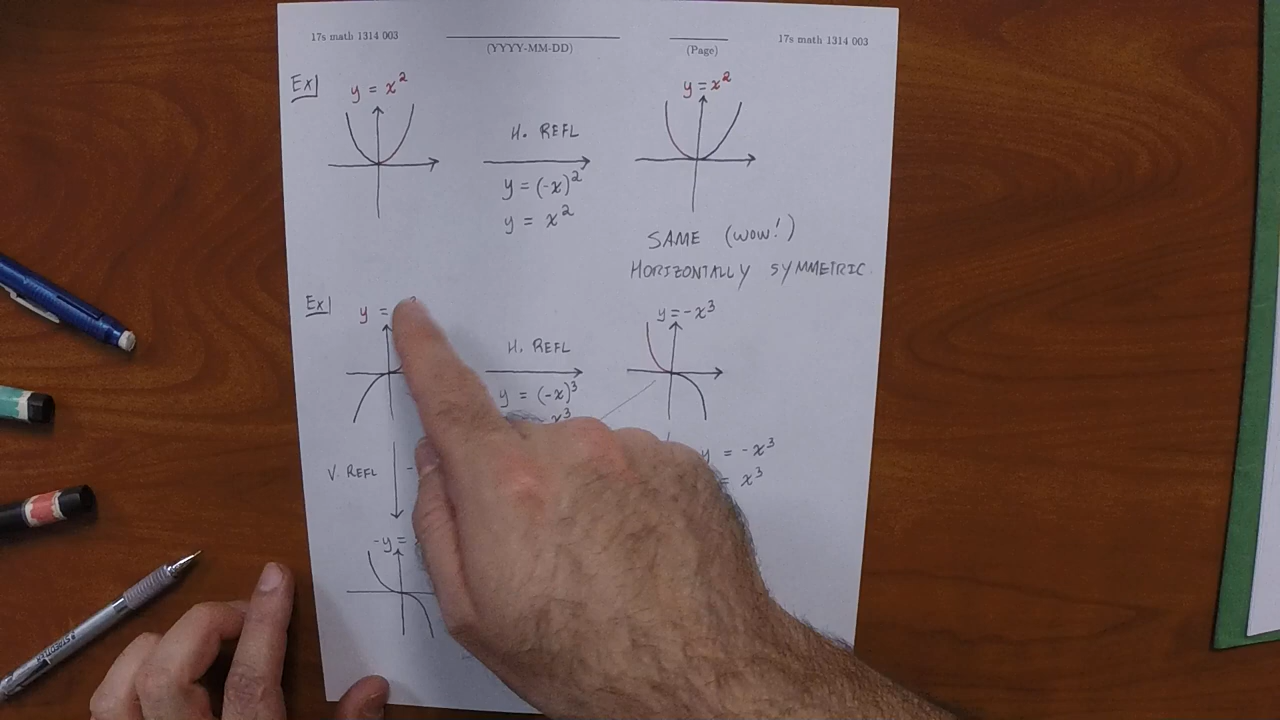 17s math 1314 003
(YYYY-MM-DD)
(Page)
17s math 1314 003
Ex|
y = x²
H. REFL
y = (-x)²
y = x²
y = x²
SAME (WOW!)
HORIZONTALLY SYMMETRIC
Ex|
y =
H. REFL
y = (-x)³
x³
y = -x³
y = -x³
= x³
V. REFL
-
-y =